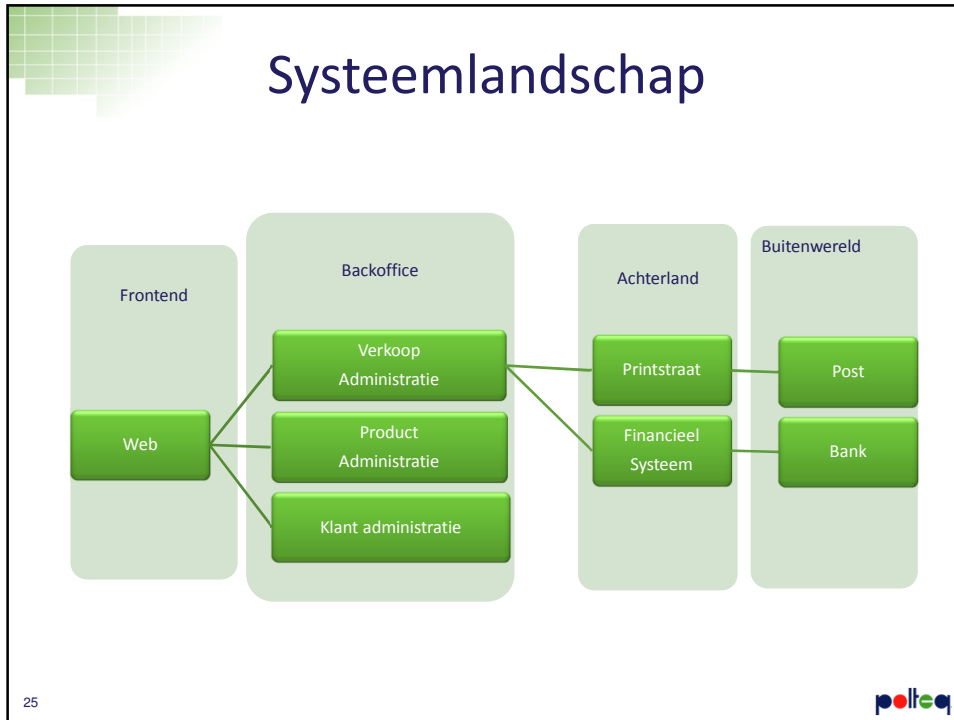 Systeemlandschap
Frontend
Web
Backoffice
Verkoop
Administratie
Product
Administratie
Klant administratie
Achterland
Printstraat
Financieel
Systeem
Buitenwereld
Post
Bank
25
polteq